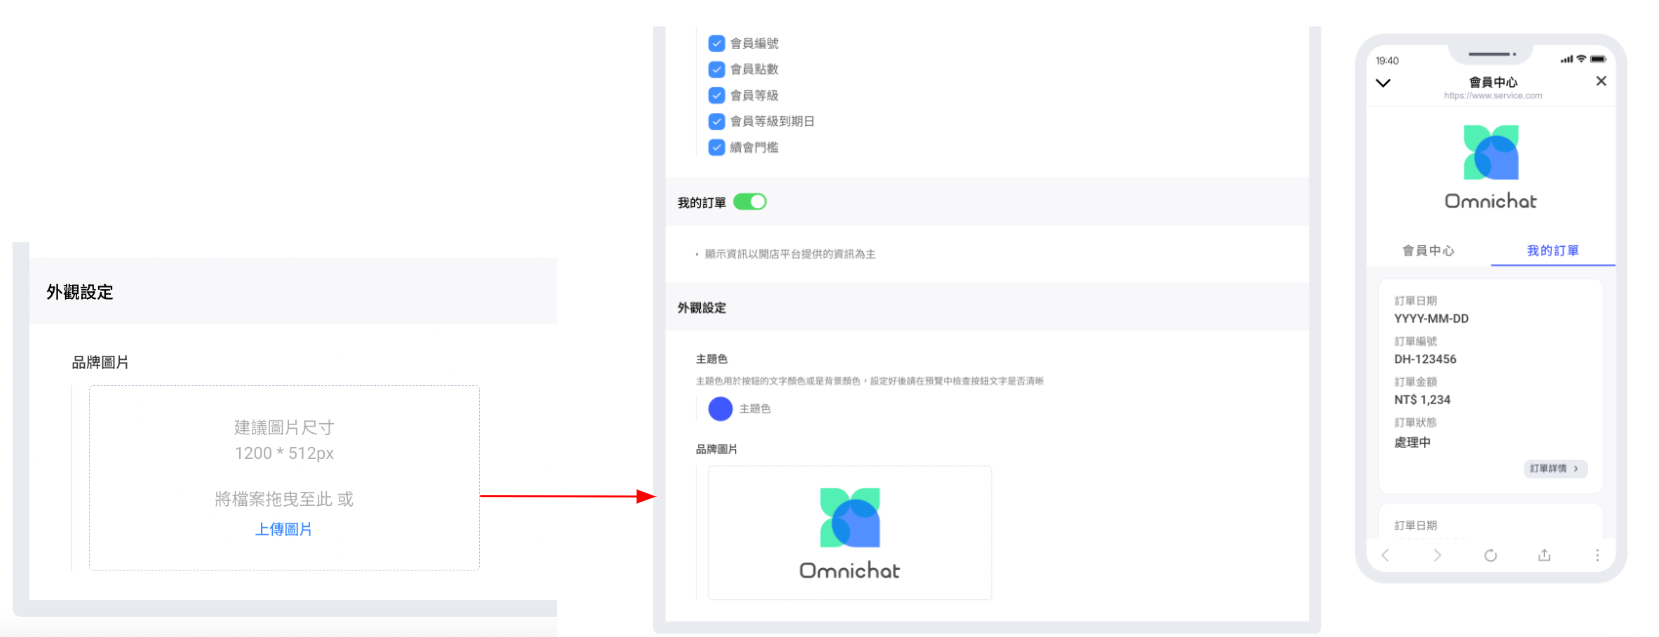 外觀設定
品牌圖片
建議圖片尺寸
1200 * 512px
將檔案拖曳至此 或
上傳圖片
會員編號
會員點數
會員等級
會員等級到期日
續會門檻
我的訂單
• 顯示資訊以開店平台提供的資訊為主
外觀設定
主題色
主題色用於按鈕的文字顏色或是背景顏色，設定好後請在預覽中檢查按鈕文字是否清晰
主題色
品牌圖片
Omnichat
19:40
會員中心
https://www.service.com
Omnichat
會員中心
我的訂單
訂單日期
YYYY-MM-DD
訂單編號
DH-123456
訂單金額
NT$ 1,234
訂單狀態
處理中
訂單詳情
訂單日期